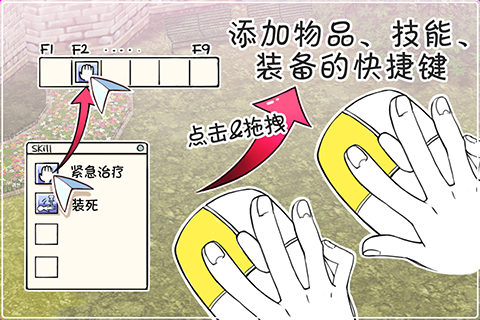 F1 F2 ..... F9
添加物品、技能、
装备的快捷键
点击&拖拽
Skill
紧急治疗
装死